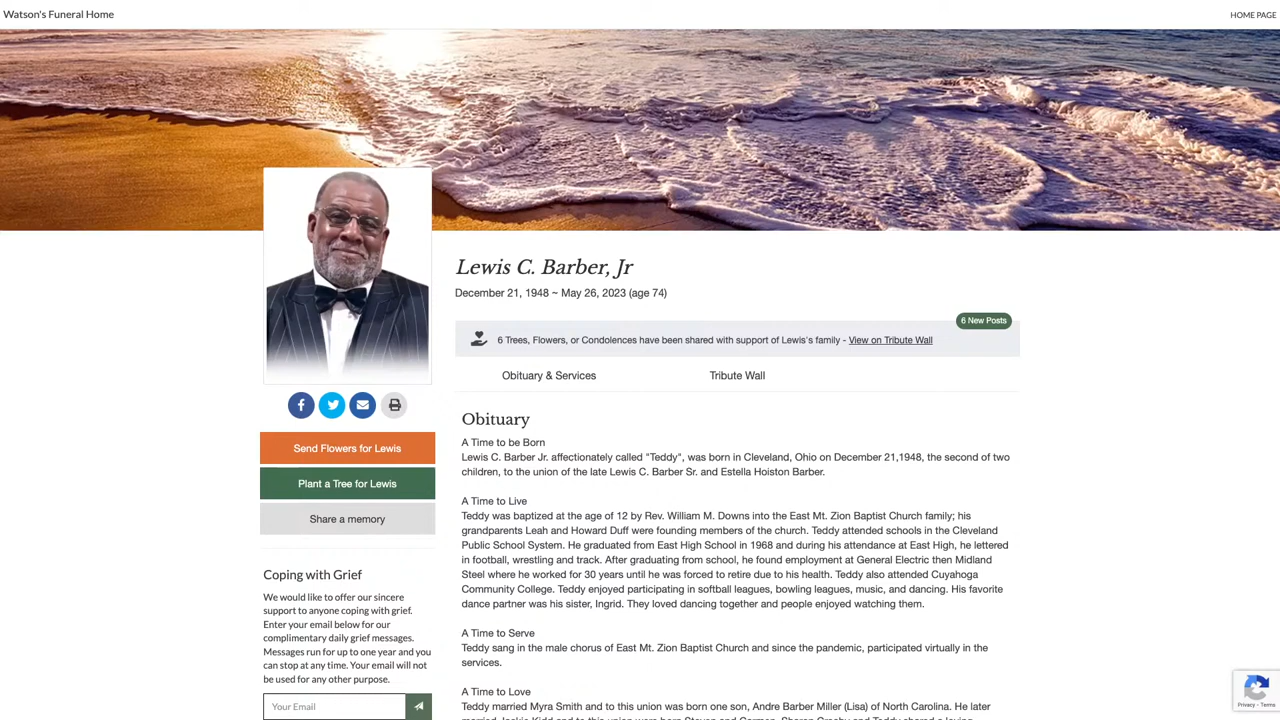 Watson's Funeral Home
HOME PAGE
Lewis C. Barber, Jr
December 21, 1948 ~ May 26, 2023 (age 74)
6 New Posts
6 Trees, Flowers, or Condolences have been shared with support of Lewis's family - View on Tribute Wall
Obituary & Services
Tribute Wall
Send Flowers for Lewis
Plant a Tree for Lewis
Share a memory
Coping with Grief
We would like to offer our sincere
support to anyone coping with grief.
Enter your email below for our
complimentary daily grief messages.
Messages run for up to one year and you
can stop at any time. Your email will not
be used for any other purpose.
Your Email
Obituary
A Time to be Born
Lewis C. Barber Jr. affectionately called "Teddy", was born in Cleveland, Ohio on December 21,1948, the second of two
children, to the union of the late Lewis C. Barber Sr. and Estella Hoiston Barber.
A Time to Live
Teddy was baptized at the age of 12 by Rev. William M. Downs into the East Mt. Zion Baptist Church family; his
grandparents Leah and Howard Duff were founding members of the church. Teddy attended schools in the Cleveland
Public School System. He graduated from East High School in 1968 and during his attendance at East High, he lettered
in football, wrestling and track. After graduating from school, he found employment at General Electric then Midland
Steel where he worked for 30 years until he was forced to retire due to his health. Teddy also attended Cuyahoga
Community College. Teddy enjoyed participating in softball leagues, bowling leagues, music, and dancing. His favorite
dance partner was his sister, Ingrid. They loved dancing together and people enjoyed watching them.
A Time to Serve
Teddy sang in the male chorus of East Mt. Zion Baptist Church and since the pandemic, participated virtually in the
services.
A Time to Love
Teddy married Myra Smith and to this union was born one son, Andre Barber Miller (Lisa) of North Carolina. He later
Privacy - Terms